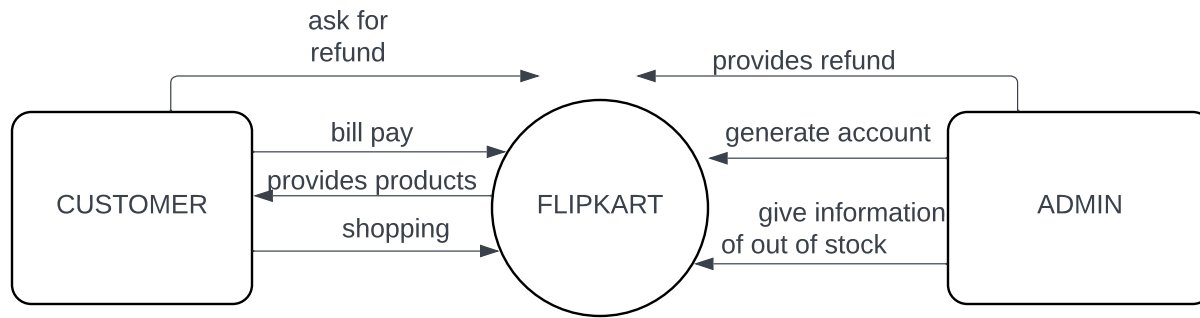 ask for
refund
provides refund
bill pay
generate account
provides products
CUSTOMER
FLIPKART
ADMIN
shopping
give information
of out of stock